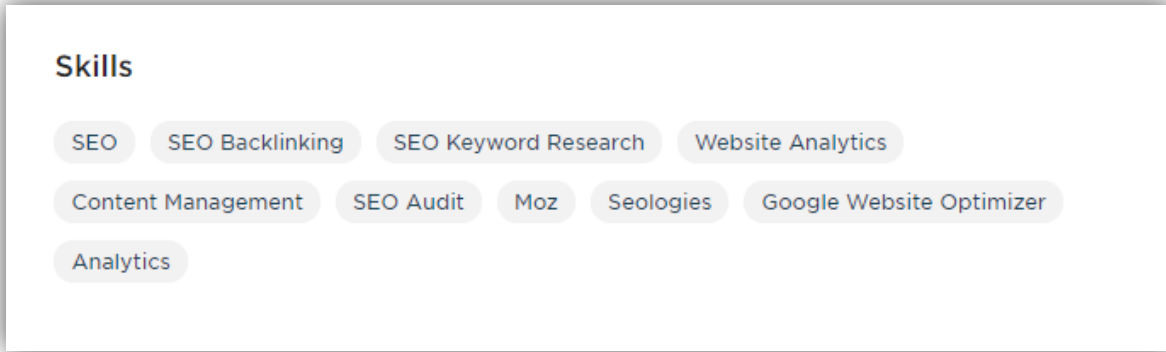 Skills
SEO SEO Backlinking SEO Keyword Research Website Analytics
Content Management SEO Audit Moz Seologies Google Website Optimizer
Analytics